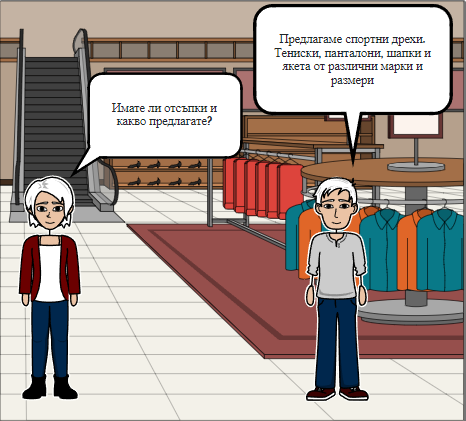 Имате ли отсъпки и
какво предлагате?
Предлагаме спортни дрехи.
Тениски, панталони, шапки и
якета от различни марки и
размери